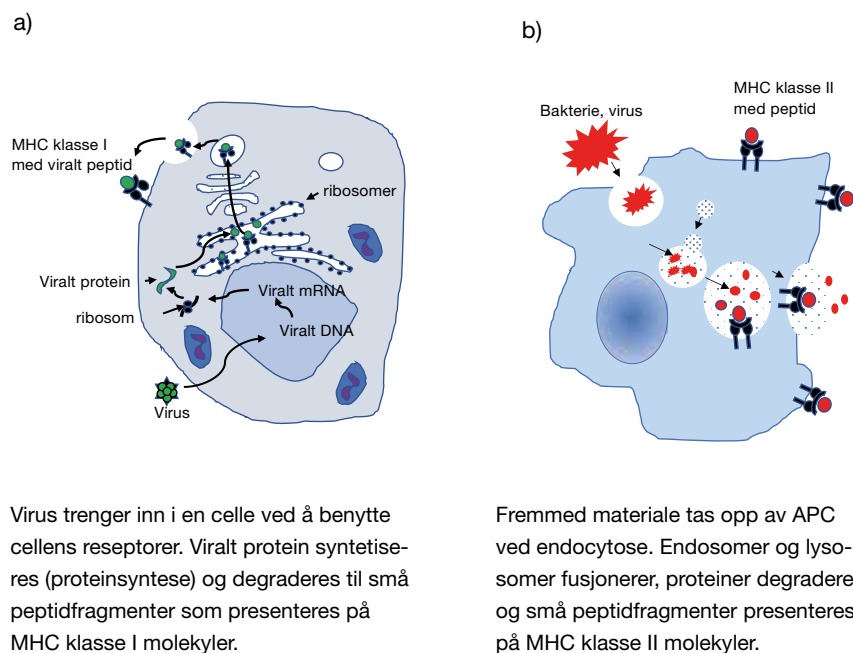 a)
MHC klasse I
med viralt peptid
ribosomer
Viralt protein
ribosom
Viralt mRNA
Viralt DNA
Virus
Virus trenger inn i en celle ved å benytte
cellens reseptorer. Viralt protein syntetise-
res (proteinsyntese) og degraderes til små
peptidfragmenter som presenteres på
MHC klasse I molekyler.
b)
Bakterie, virus
MHC klasse II
med peptid
Fremmed materiale tas opp av APC
ved endocytose. Endosomer og lyso-
somer fusjonerer, proteiner degradere
og små peptidfragmenter presenteres
på MHC klasse II molekyler.